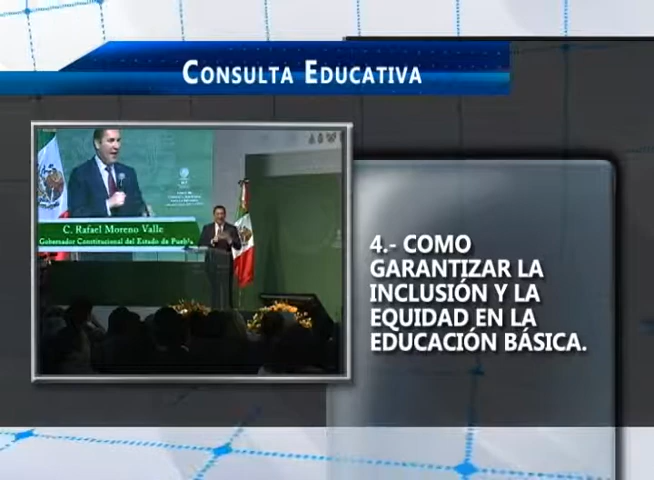 CONSULTA EDUCATIVA
C. Rafael Moreno Valle
Gobernador Constitucional del Estado de Puebla
4.- COMO
GARANTIZAR LA
INCLUSIÓN Y LA
EQUIDAD EN LA
EDUCACIÓN BÁSICA.